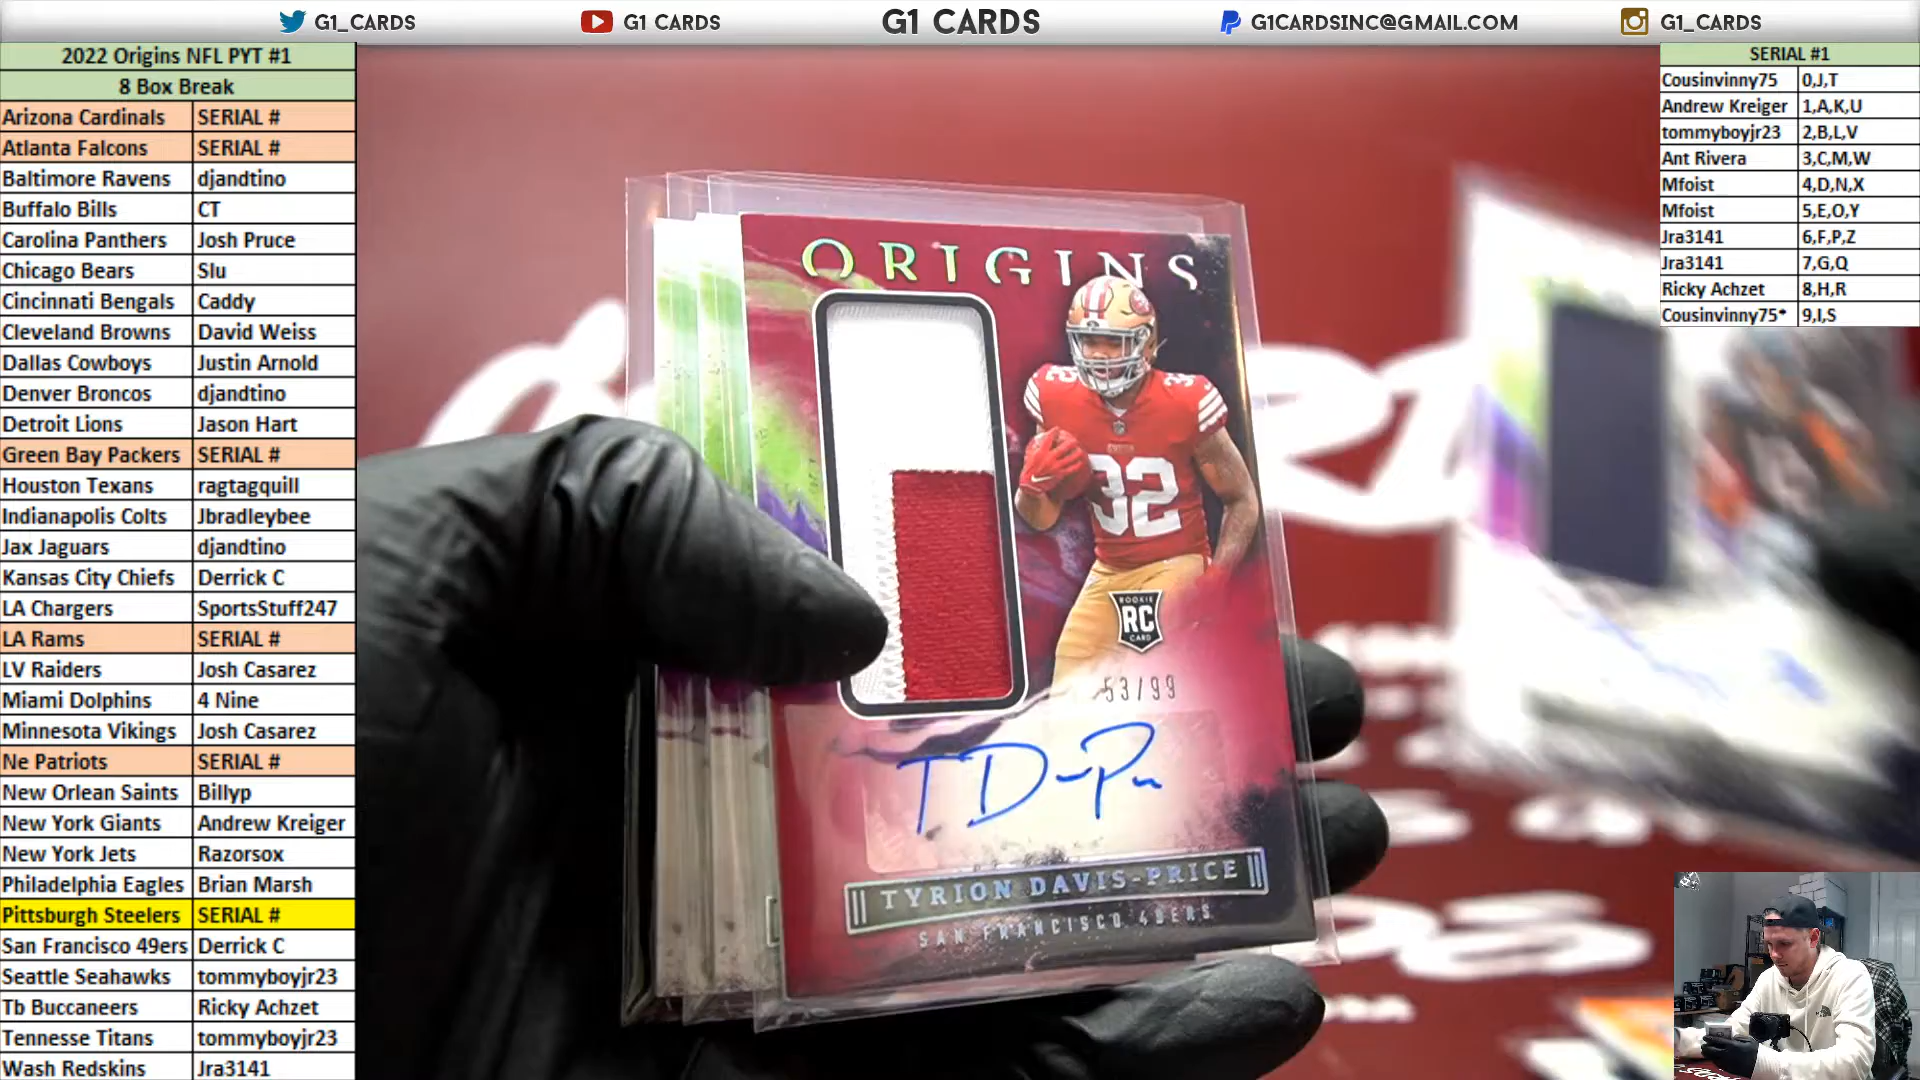 G1_CARDS
G1 CARDS
G1 CARDS
G1CARDSINC@GMAIL.COM
G1_CARDS
2022 Origins NFL PYT #1
8 Box Break
Arizona Cardinals SERIAL #
Atlanta Falcons SERIAL #
Baltimore Ravens djandtino
Buffalo Bills CT
Carolina Panthers Josh Pruce
Chicago Bears Slu
Cincinnati Bengals Caddy
Cleveland Browns David Weiss
Dallas Cowboys Justin Arnold
Denver Broncos djandtino
Detroit Lions Jason Hart
Green Bay Packers SERIAL #
Houston Texans ragtagquill
Indianapolis Colts Jbradleybee
Jax Jaguars djandtino
Kansas City Chiefs Derrick C
LA Chargers SportsStuff247
LA Rams SERIAL #
LV Raiders Josh Casarez
Miami Dolphins 4 Nine
Minnesota Vikings Josh Casarez
Ne Patriots SERIAL #
New Orlean Saints Billyp
New York Giants Andrew Kreiger
New York Jets Razorsox
Philadelphia Eagles Brian Marsh
Pittsburgh Steelers SERIAL #
San Francisco 49ers Derrick C
Seattle Seahawks tommyboyjr23
Tb Buccaneers Ricky Achzet
Tennesse Titans tommyboyjr23
Wash Redskins Jra3141
SERIAL #1
Cousinvinny75 0,J,T
Andrew Kreiger 1,A,K,U
tommyboyjr23 2,B,L,V
Ant Rivera 3,C,M,W
Mfoist 4,D,N,X
Mfoist 5,E,O,Y
Jra3141 6,F,P,Z
Jra3141 7,G,Q
Ricky Achzet 8,H,R
Cousinvinny75* 9,I,S
ORIGINS
32
32
32
ROOKIE
RC
CARD
53/99
TYRION DAVIS-PRICE
SAN FRANCISCO 49ERS